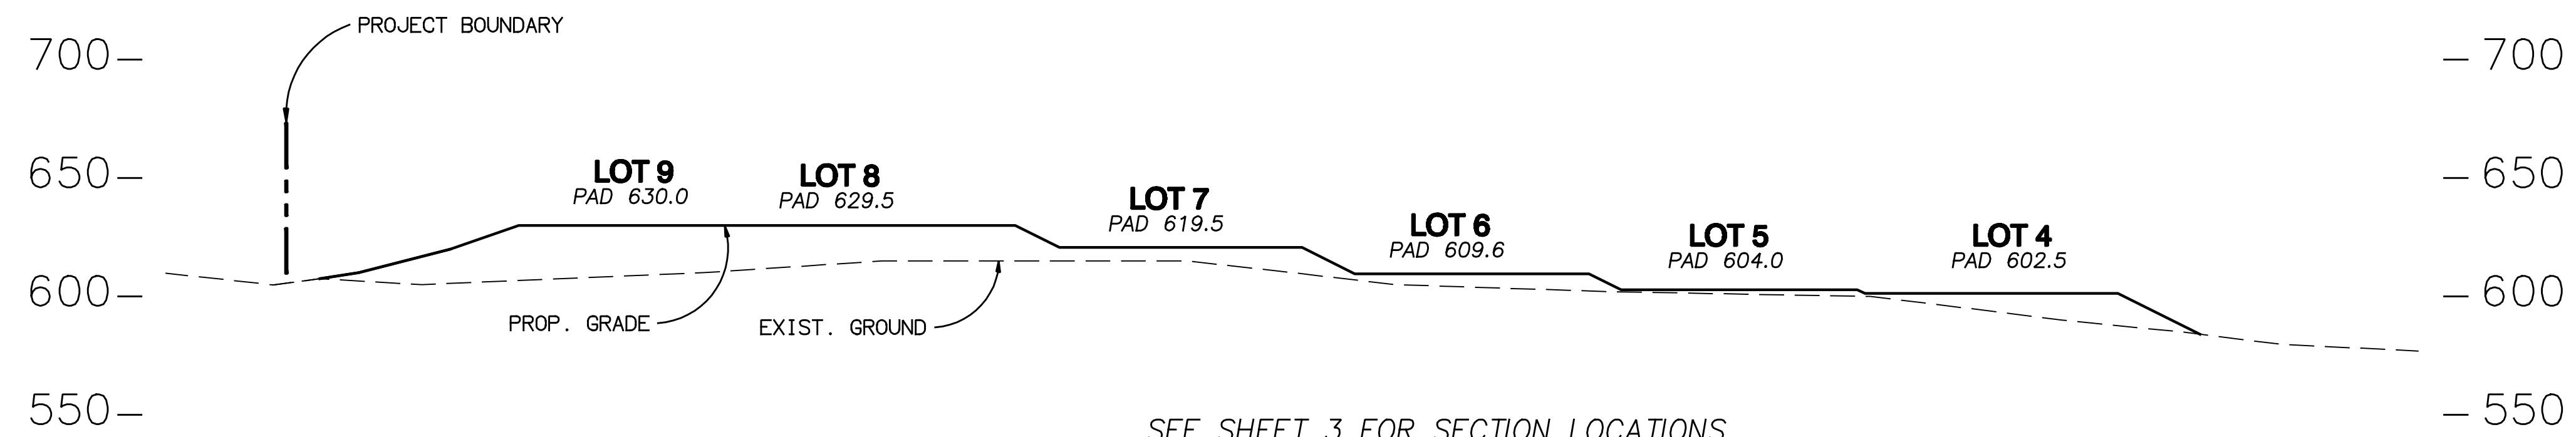 PROJECT BOUNDARY
700 700
650 650
LOT 9
PAD 630.0
LOT 8
PAD 629.5
LOT 7
PAD 619.5
LOT 6
PAD 609.6
LOT 5
PAD 604.0
LOT 4
PAD 602.5
600 600
PROP. GRADE
EXIST. GROUND
550 550
SEE SHEET 3 FOR SECTION LOCATIONS